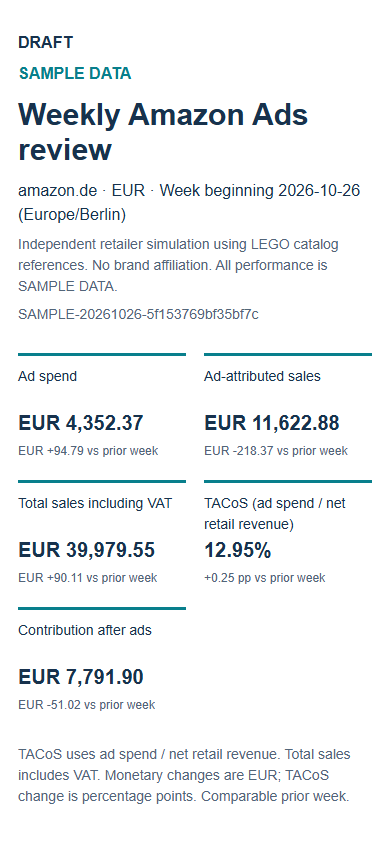 DRAFT
SAMPLE DATA
Weekly Amazon Ads
review
amazon.de · EUR · Week beginning 2026-10-26
(Europe/Berlin)
Independent retailer simulation using LEGO catalog
references. No brand affiliation. All performance is
SAMPLE DATA.
SAMPLE-20261026-5f153769bf35bf7c
Ad spend
EUR 4,352.37
EUR +94.79 vs prior week
Ad-attributed sales
EUR 11,622.88
EUR -218.37 vs prior week
Total sales including VAT
EUR 39,979.55
EUR +90.11 vs prior week
TACoS (ad spend / net
retail revenue)
12.95%
+0.25 pp vs prior week
Contribution after ads
EUR 7,791.90
EUR -51.02 vs prior week
TACoS uses ad spend / net retail revenue. Total sales
includes VAT. Monetary changes are EUR; TACoS
change is percentage points. Comparable prior week.